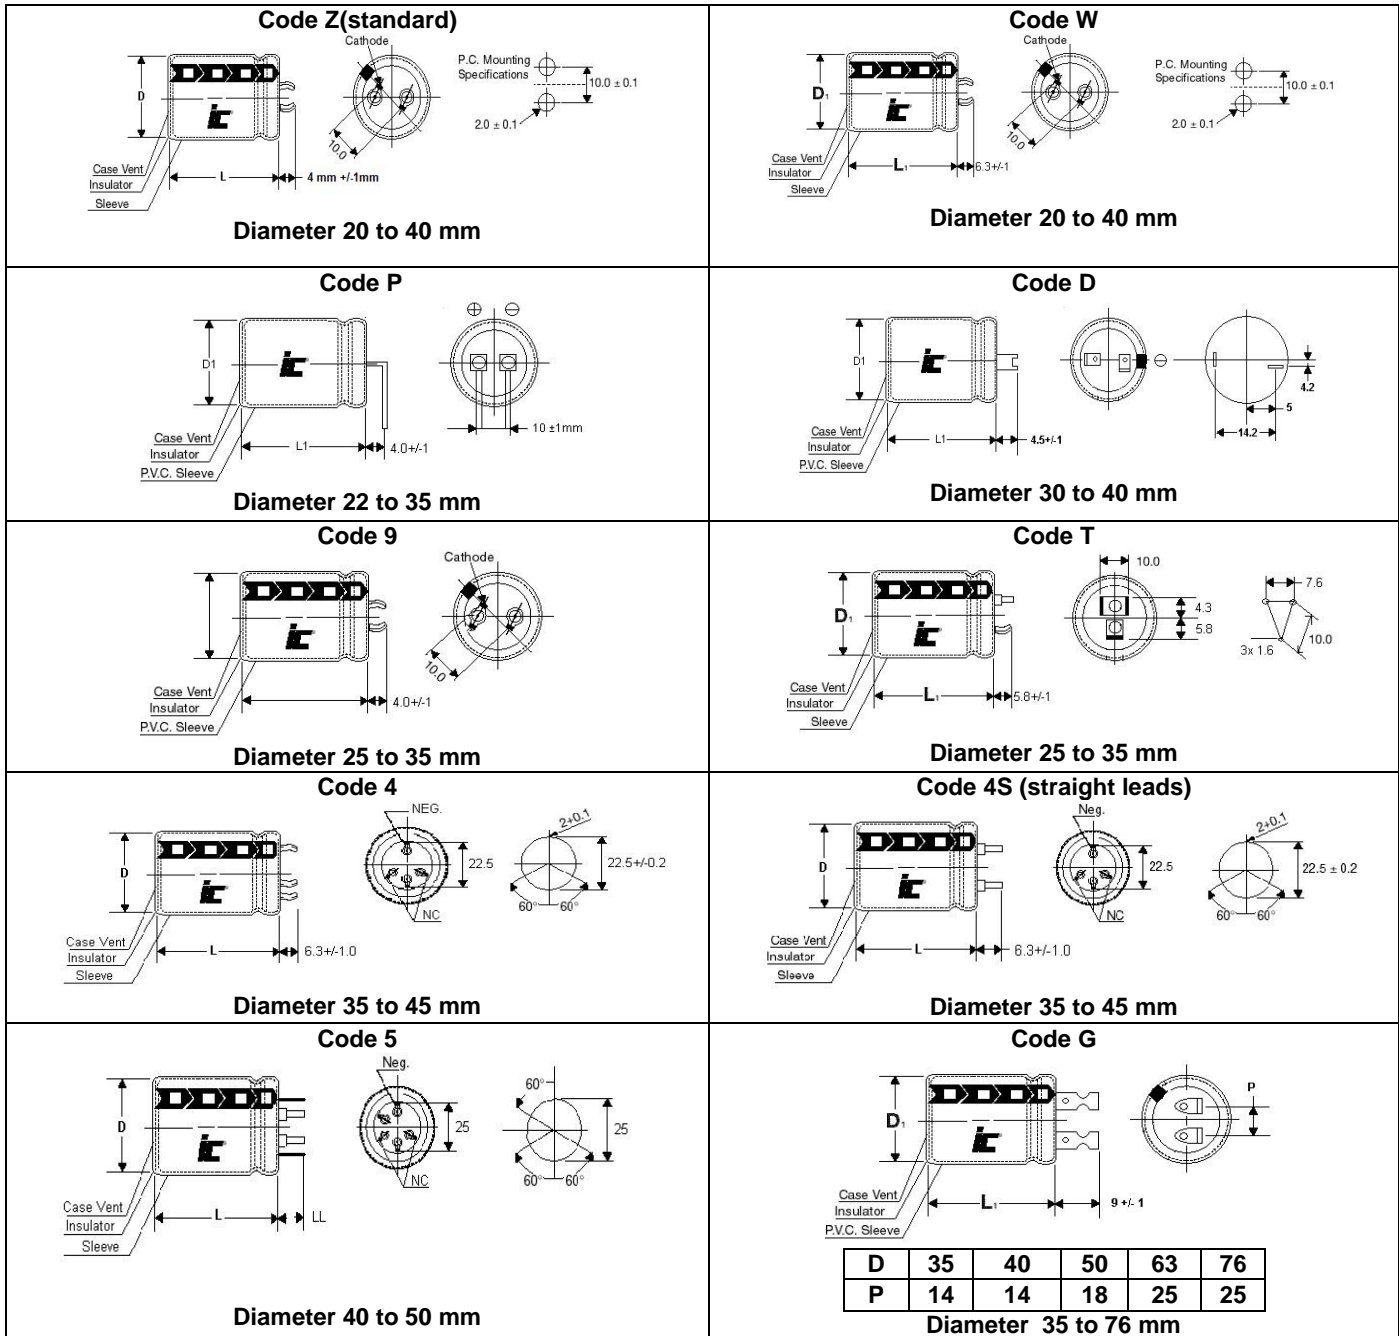 Code Z(standard)
Cathode
P.C. Mounting
Specifications
10.0 ± 0.1
2.0 ± 0.1
D
10.0
Case Vent
Insulator
Sleeve
L
4 mm +/-1mm
ic
Diameter 20 to 40 mm
Code W
Cathode
P.C. Mounting
Specifications
10.0 ± 0.1
2.0 ± 0.1
D1
10.0
Case Vent
Insulator
Sleeve
L1
6.3+/-1
ic
Diameter 20 to 40 mm
Code P
+ −
D1
ic
Case Vent
Insulator
P.V.C. Sleeve
L1
4.0+/-1
10 ±1mm
Diameter 22 to 35 mm
Code D
D1
ic
−
4.2
5
14.2
Case Vent
Insulator
P.V.C. Sleeve
L1
4.5+/-1
Diameter 30 to 40 mm
Code 9
Cathode
ic
10.0
Case Vent
Insulator
P.V.C. Sleeve
4.0+/-1
Diameter 25 to 35 mm
Code T
10.0
7.6
D1
4.3
5.8
10.0
3x 1.6
ic
Case Vent
Insulator
Sleeve
L1
5.8+/-1
Diameter 25 to 35 mm
Code 4
NEG.
2+0.1
D
22.5
22.5+/-0.2
ic
NC
60° 60°
Case Vent
Insulator
Sleeve
L
6.3+/-1.0
Diameter 35 to 45 mm
Code 4S (straight leads)
Neg.
2+0.1
D
22.5
22.5 ± 0.2
ic
NC
60° 60°
Case Vent
Insulator
Sleeve
L
6.3+/-1.0
Diameter 35 to 45 mm
Code 5
Neg.
60°
D
25
25
ic
NC
60° 60°
Case Vent
Insulator
Sleeve
L
LL
Diameter 40 to 50 mm
Code G
P
D1
ic
Case Vent
Insulator
P.V.C. Sleeve
L1
9 +/- 1
D 35 40 50 63 76
P 14 14 18 25 25
Diameter 35 to 76 mm